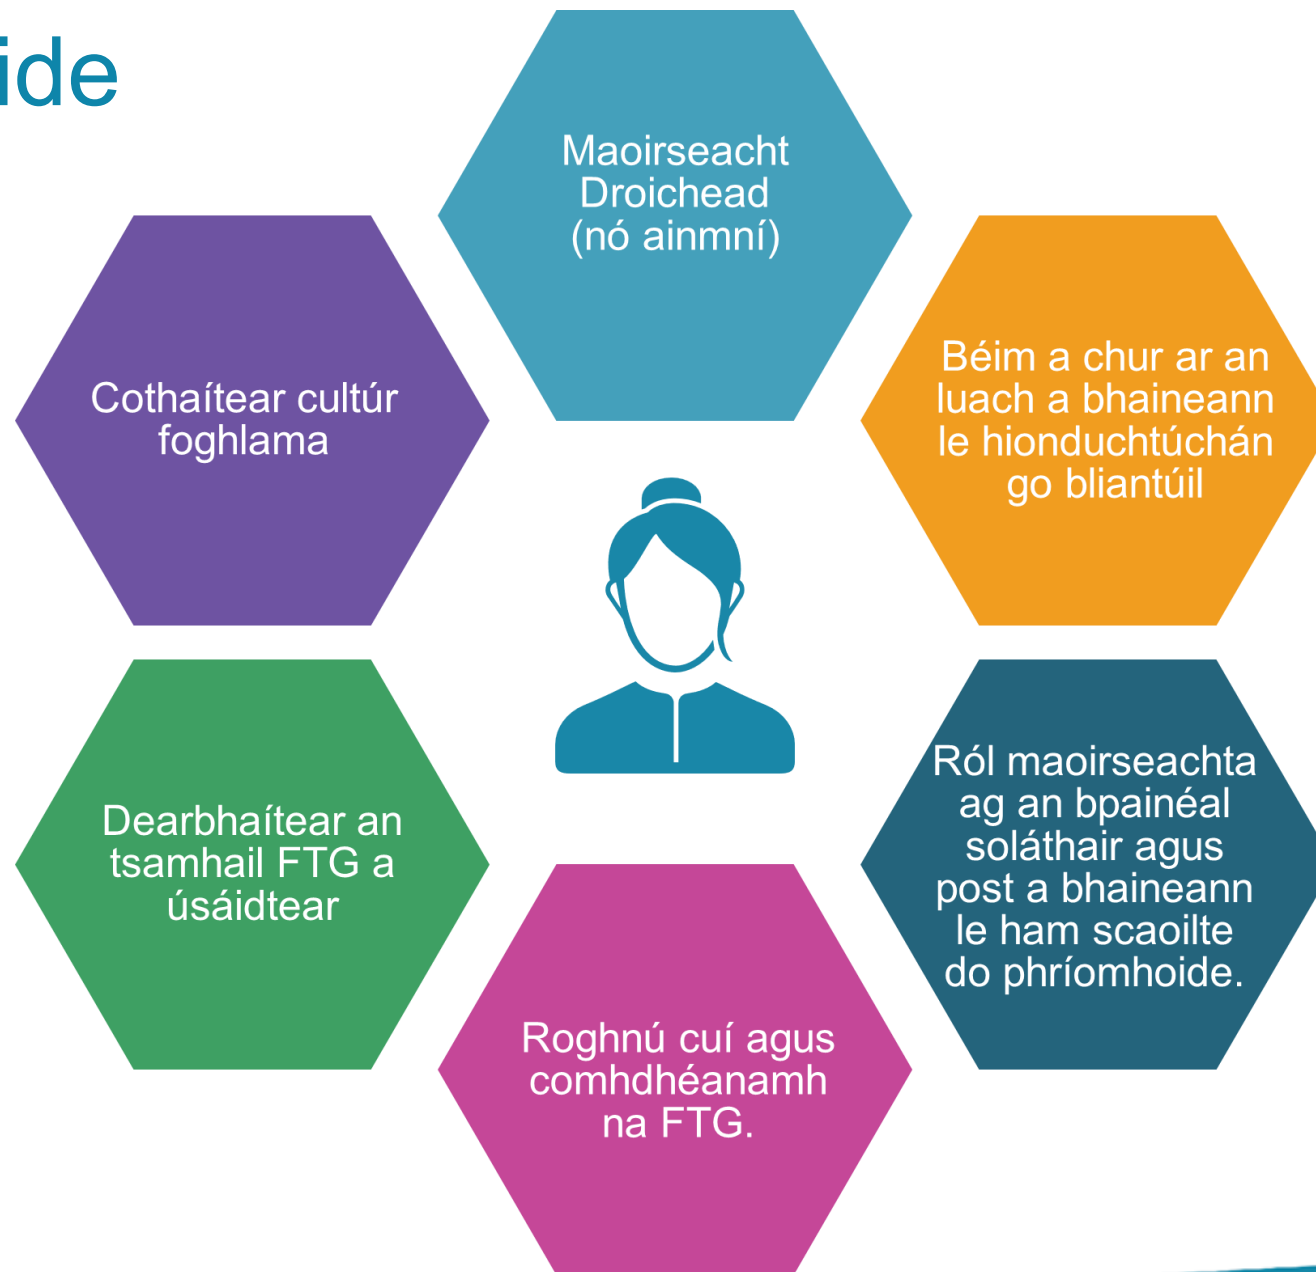 ide
Maoirseacht
Droichead
(nó ainmní)
Béim a chur ar an
luach a bhaineann
le hionduchtúchán
go bliantúil
Cothaítear cultúr
foghlama
Ról maoirseachta
ag an bpainéal
soláthair agus
post a bhaineann
le ham scaoilte
do phríomhoide.
Dearbhaítear an
tsamhail FTG a
úsáidtear
Roghnú cuí agus
comhdhéanamh
na FTG.